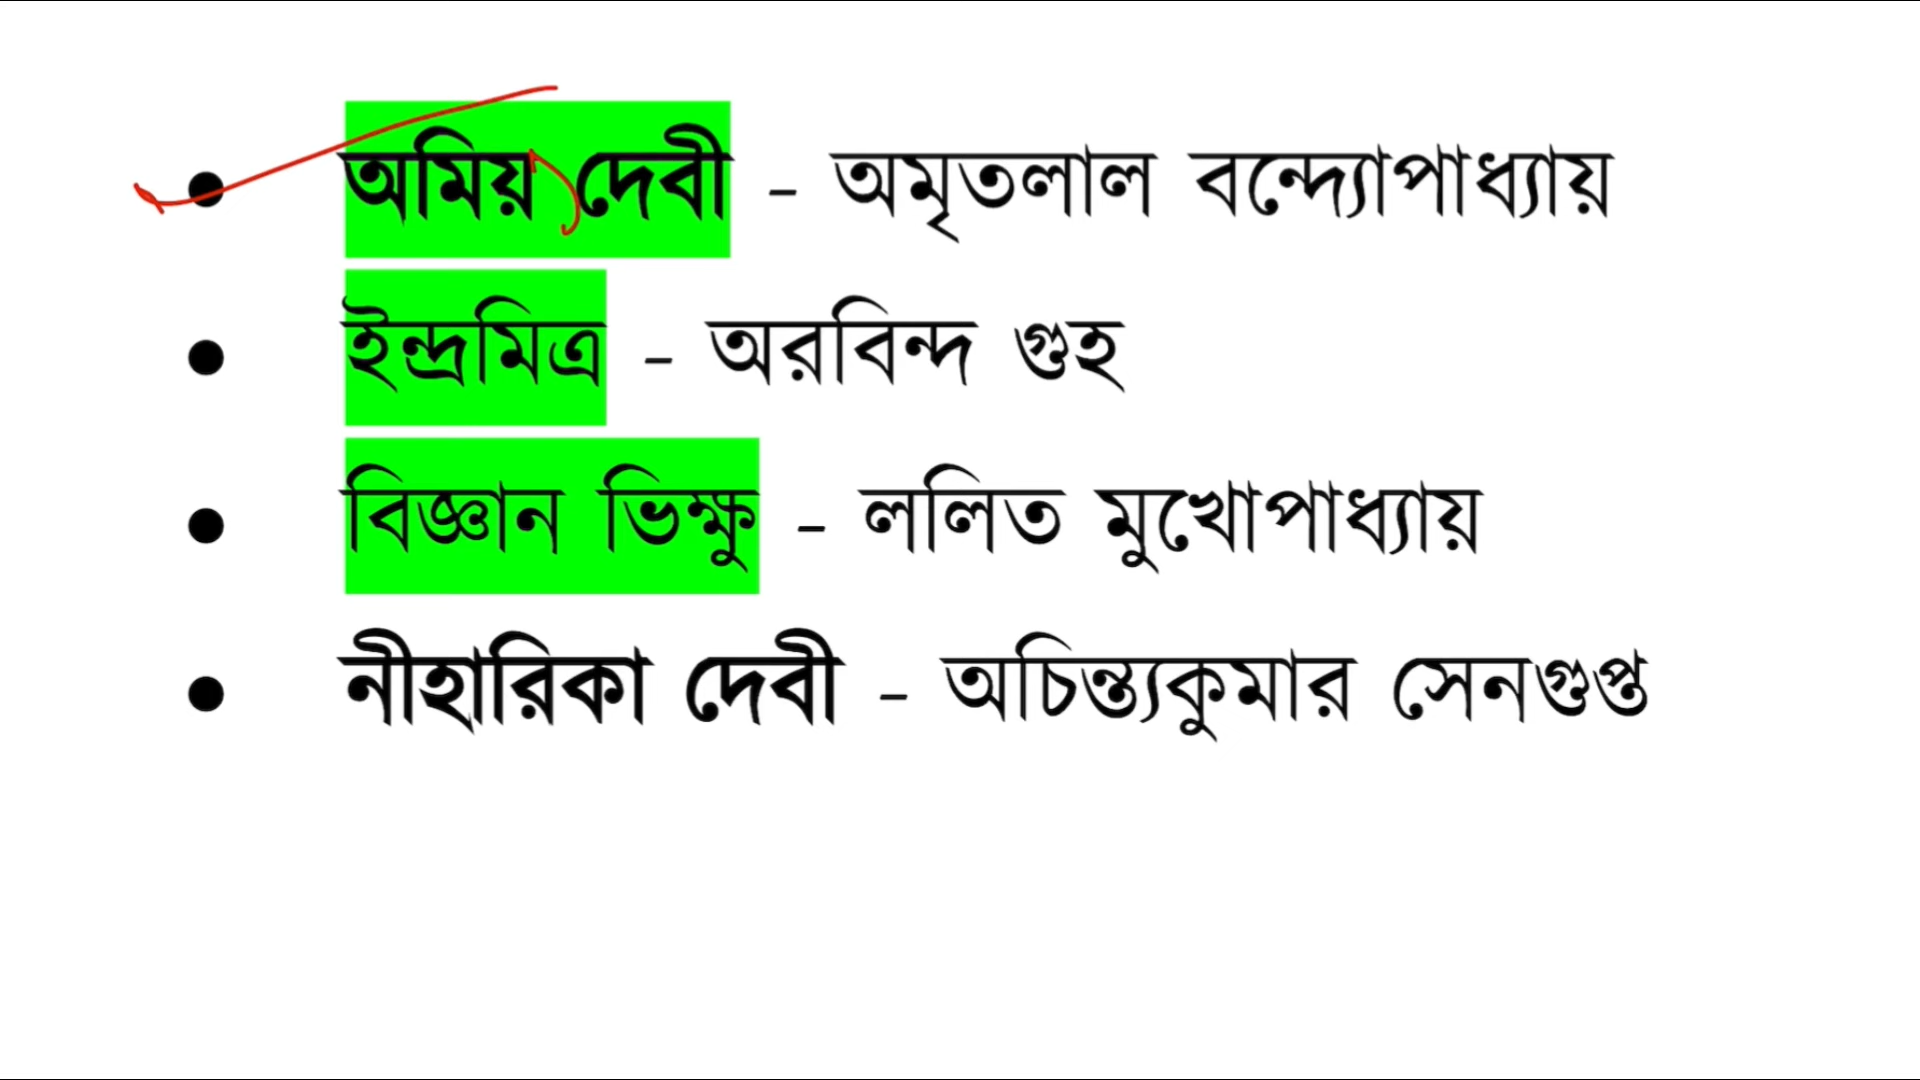 ● অমিয় দেবী - অমৃতলাল বন্দ্যোপাধ্যায়
● ইন্দ্রমিত্র - অরবিন্দ গুহ
● বিজ্ঞান ভিক্ষু - ললিত মুখোপাধ্যায়
● নীহারিকা দেবী - অচিন্ত্যকুমার সেনগুপ্ত